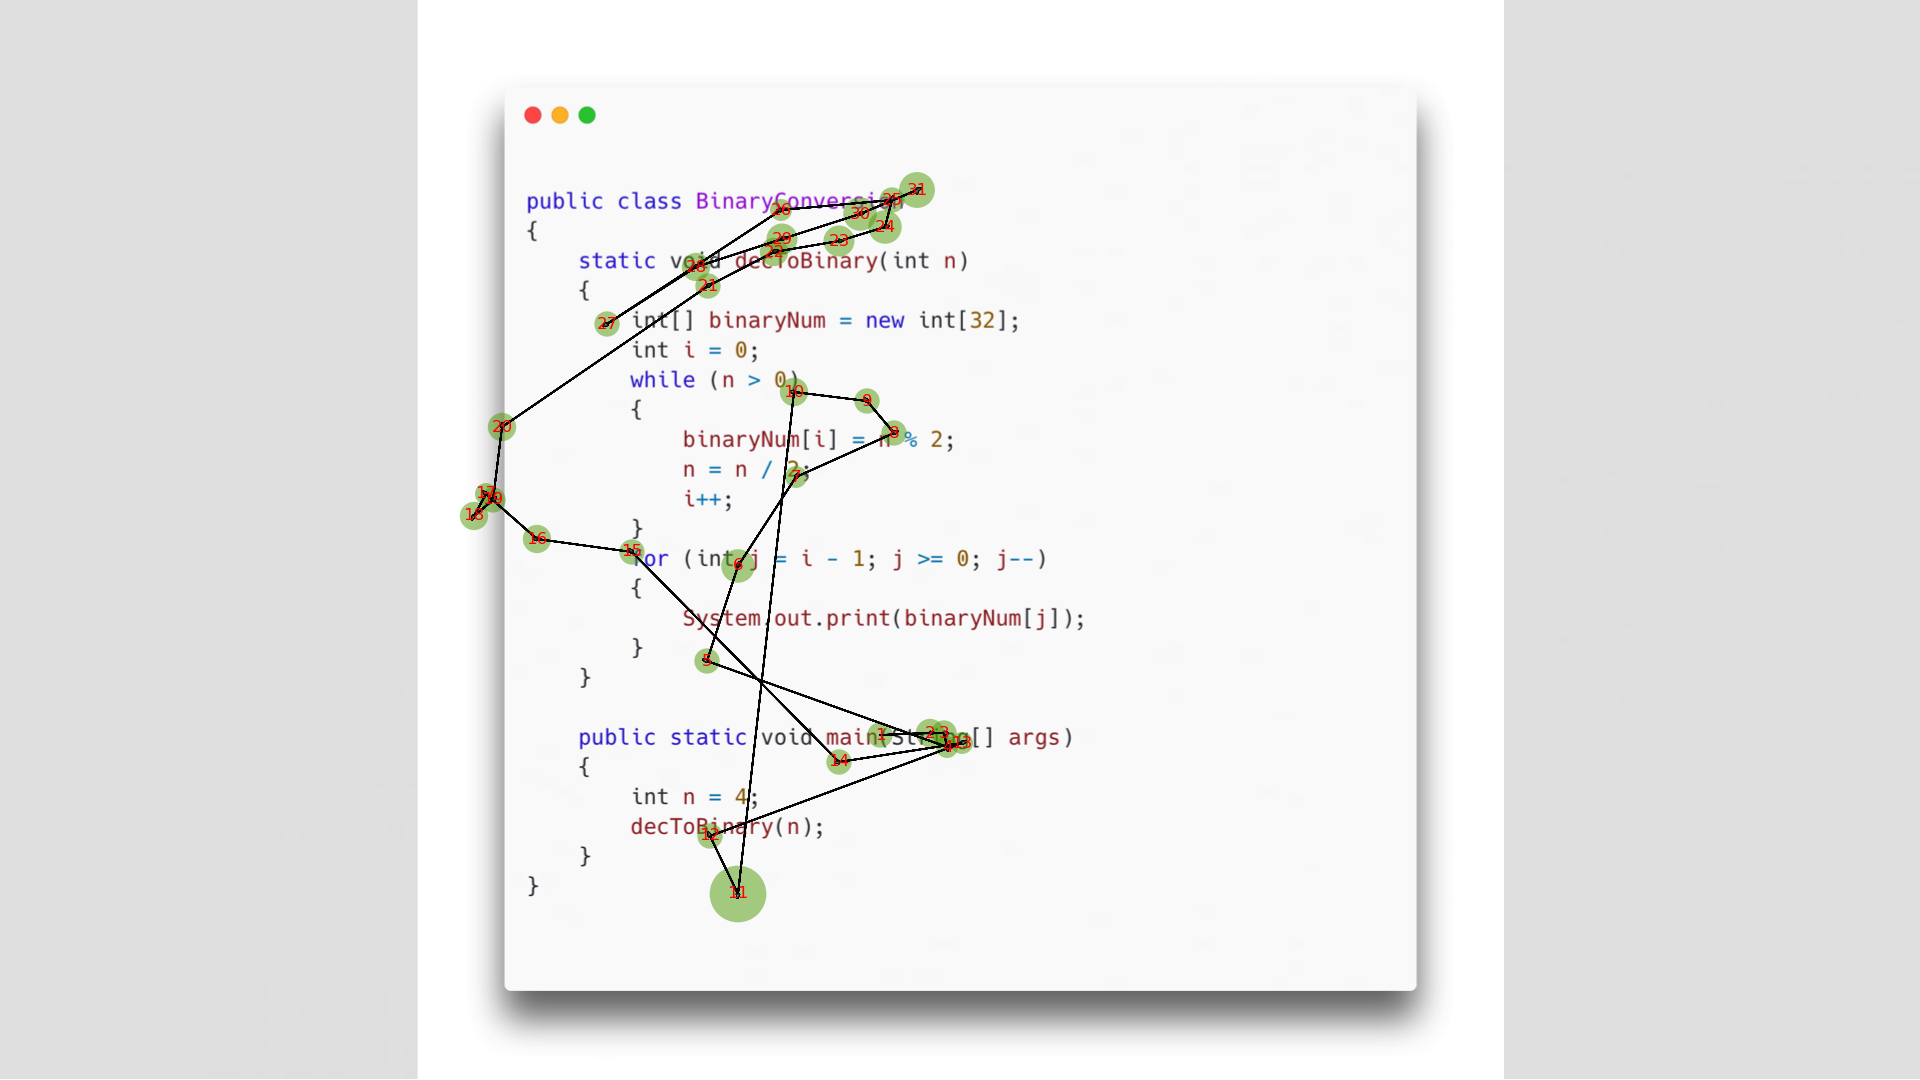 public class BinaryConversion
{
    static void decToBinary(int n)
    {
        int[] binaryNum = new int[32];
        int i = 0;
        while (n > 0)
        {
            binaryNum[i] = n % 2;
            n = n / 2;
            i++;
        }
        for (int j = i - 1; j >= 0; j--)
        {
            System.out.print(binaryNum[j]);
        }
    }
    public static void main(String[] args)
    {
        int n = 4;
        decToBinary(n);
    }
}